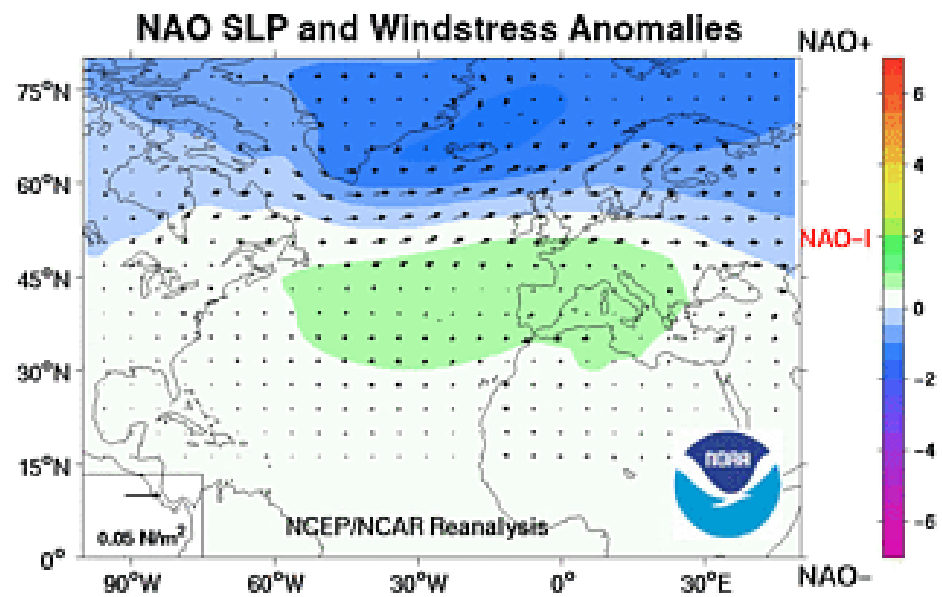 NAO SLP and Windstress Anomalies
NAO+
75°N
60°N
45°N
30°N
15°N
0°
90°W
60°W
30°W
0°
30°E
6
4
2
0
-2
-4
-6
NAO-I
NAO-
0.05 N/m²
NCEP/NCAR Reanalysis
NOAA